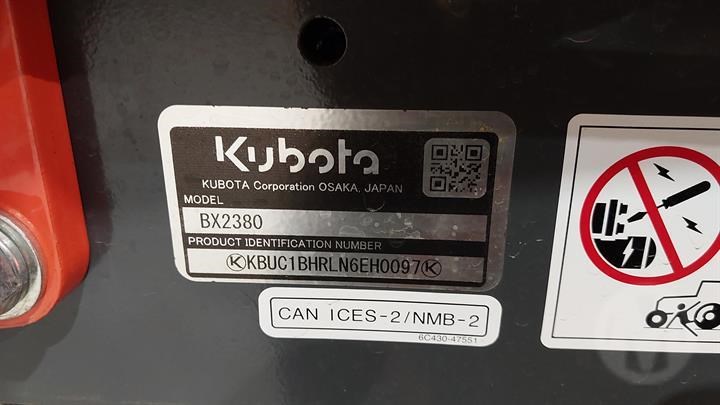 Kubota
KUBOTA Corporation OSAKA, JAPAN
MODEL
BX2380
PRODUCT IDENTIFICATION NUMBER
ⓀKBUC1BHRLN6EH0097Ⓚ
CAN ICES-2/NMB-2
6C430-47551